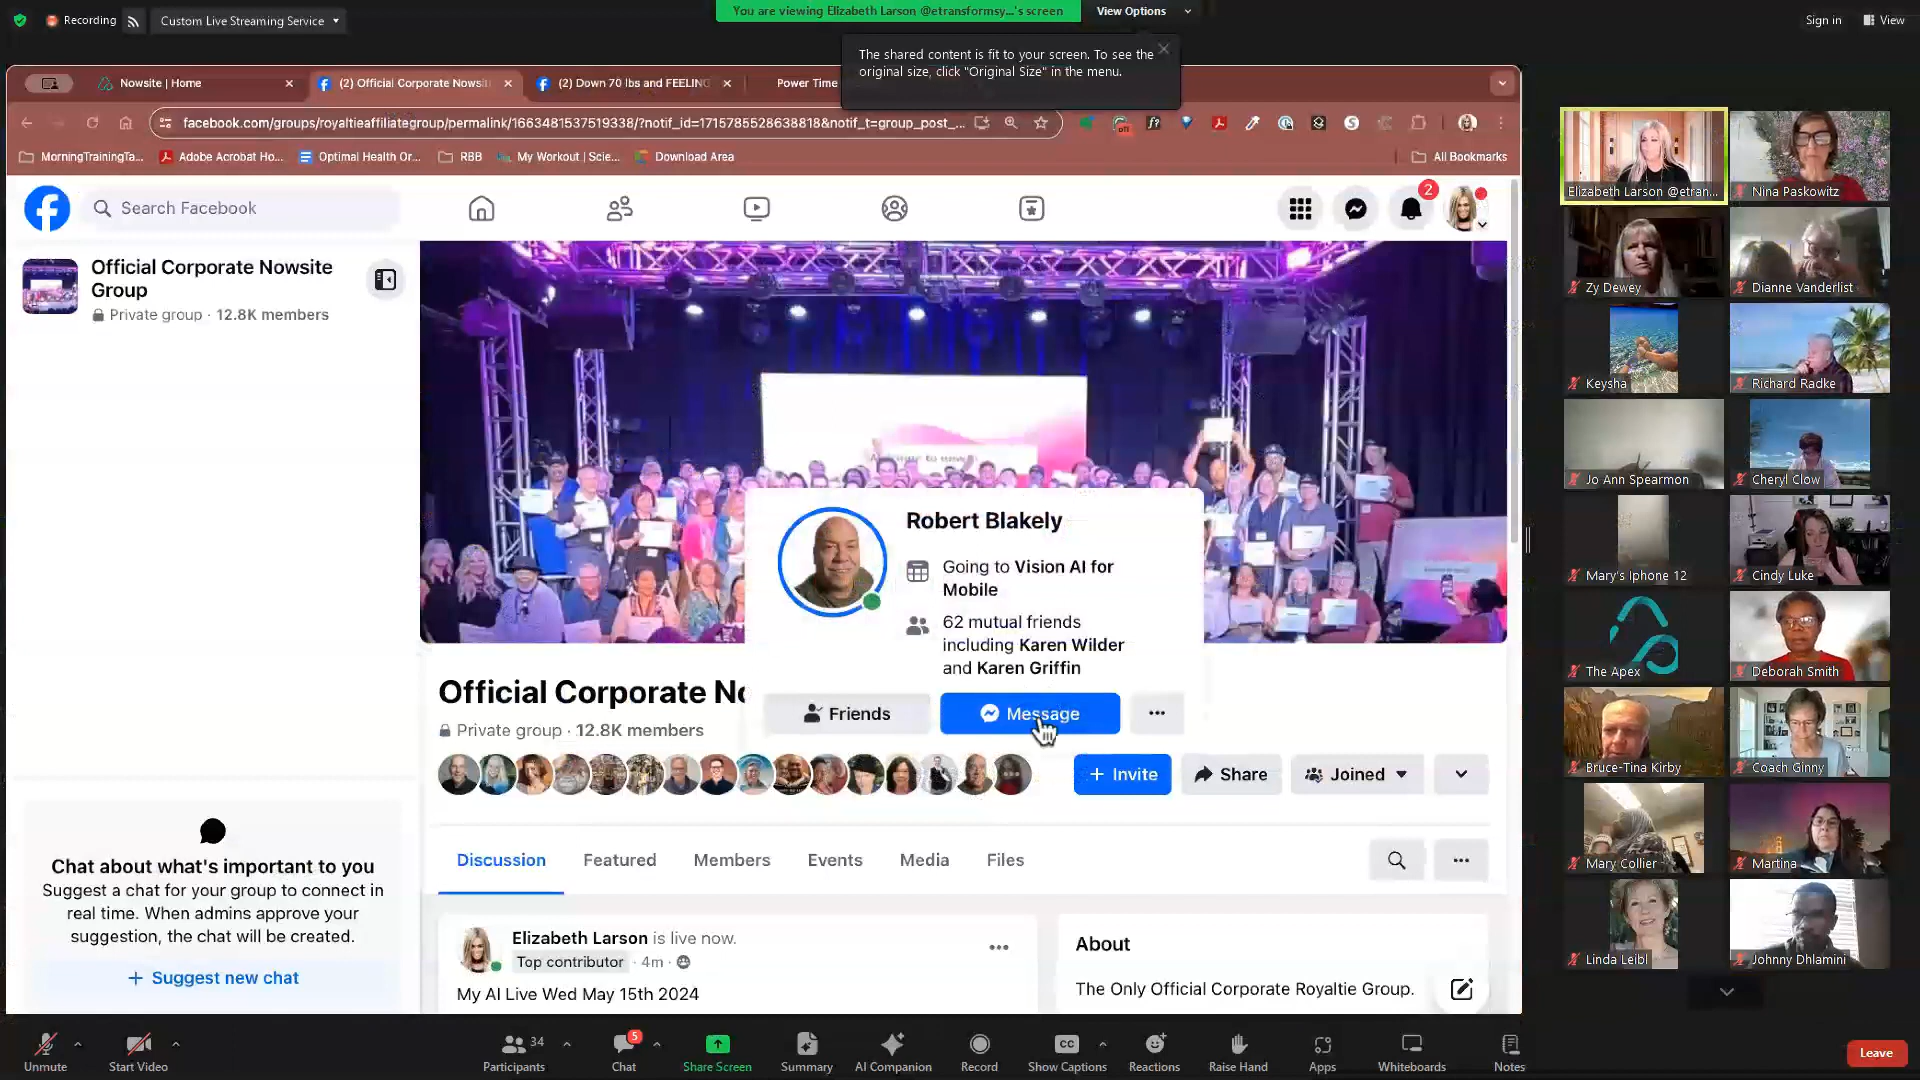 Recording
Custom Live Streaming Service
You are viewing Elizabeth Larson @etransformsy...'s screen
View Options
Sign in
View
The shared content is fit to your screen. To see the
original size, click "Original Size" in the menu.
Nowsite | Home
(2) Official Corporate Nowsit
(2) Down 70 lbs and FEELING
Power Time
facebook.com/groups/royaltieaffiliategroup/permalink/1663481537519338/?notif_id=1715785528638818&notif_t=group_post_...
MorningTrainingTa...
Adobe Acrobat Ho...
Optimal Health Or...
RBB
My Workout | Scie...
Download Area
All Bookmarks
Search Facebook
2
Official Corporate Nowsite
Group
Private group · 12.8K members
Robert Blakely
Going to Vision AI for
Mobile
62 mutual friends
including Karen Wilder
and Karen Griffin
Friends
Message
Official Corporate No
Private group · 12.8K members
+ Invite
Share
Joined
Discussion
Featured
Members
Events
Media
Files
Chat about what's important to you
Suggest a chat for your group to connect in
real time. When admins approve your
suggestion, the chat will be created.
+ Suggest new chat
Elizabeth Larson is live now.
Top contributor · 4m ·
My AI Live Wed May 15th 2024
About
The Only Official Corporate Royaltie Group.
Elizabeth Larson @etran...
Nina Paskowitz
Zy Dewey
Dianne Vanderlist
Keysha
Richard Radke
Jo Ann Spearmon
Cheryl Clow
Mary's Iphone 12
Cindy Luke
The Apex
Deborah Smith
Bruce-Tina Kirby
Coach Ginny
Mary Collier
Martina
Linda Leibl
Johnny Dhlamini
Unmute
Start Video
Participants
34
Chat
5
Share Screen
Summary
AI Companion
Record
CC
Show Captions
Reactions
Raise Hand
Apps
Whiteboards
Notes
Leave